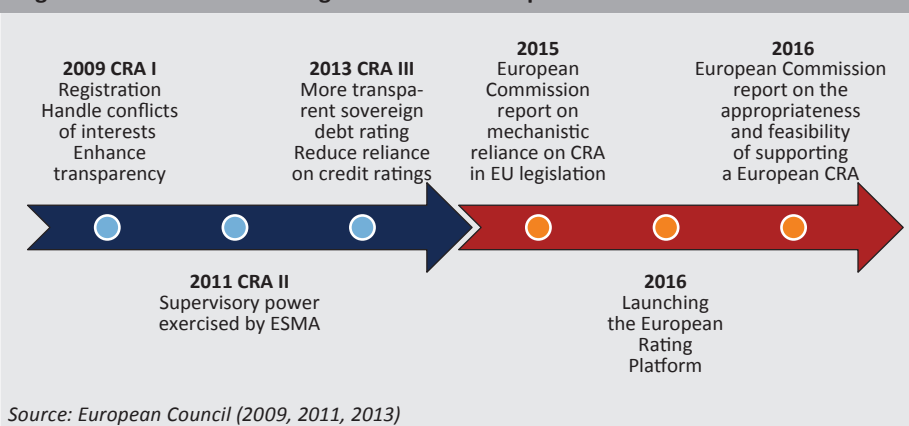 2009 CRA I
Registration
Handle conflicts
of interests
Enhance
transparency
2013 CRA III
More transpa-
rent sovereign
debt rating
Reduce reliance
on credit ratings
2015
European
Commission
report on
mechanistic
reliance on CRA
in EU legislation
2016
European Commission
report on the
appropriateness
and feasibility
of supporting
a European CRA
2011 CRA II
Supervisory power
exercised by ESMA
2016
Launching
the European
Rating
Platform
Source: European Council (2009, 2011, 2013)